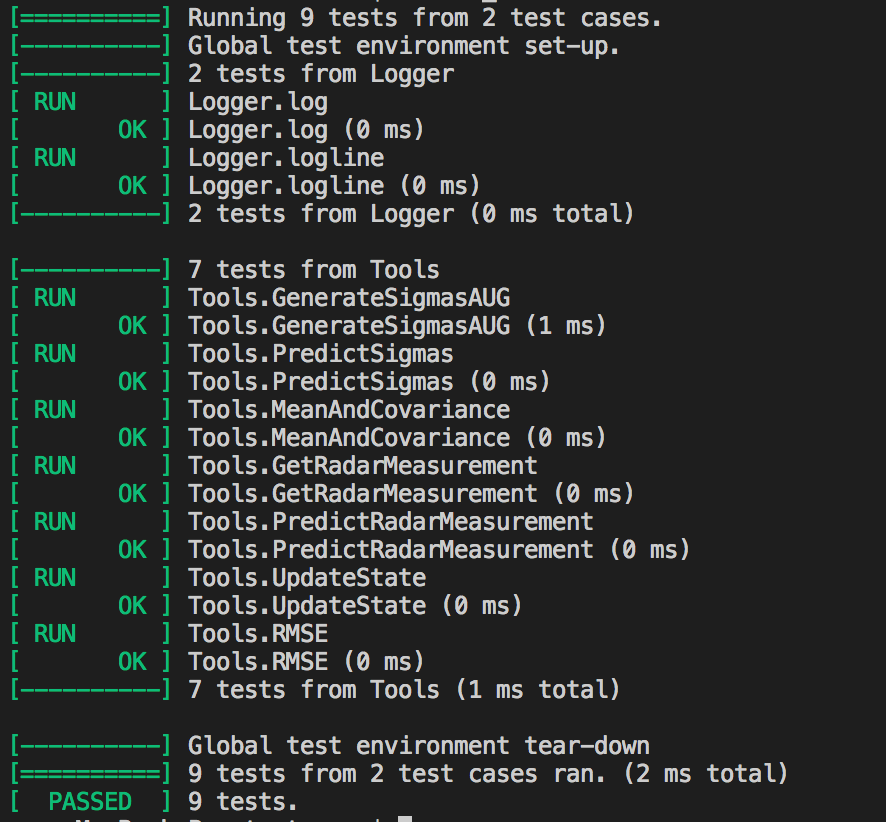 [==========] Running 9 tests from 2 test cases.
[----------] Global test environment set-up.
[----------] 2 tests from Logger
[ RUN      ] Logger.log
[       OK ] Logger.log (0 ms)
[ RUN      ] Logger.logline
[       OK ] Logger.logline (0 ms)
[----------] 2 tests from Logger (0 ms total)

[----------] 7 tests from Tools
[ RUN      ] Tools.GenerateSigmasAUG
[       OK ] Tools.GenerateSigmasAUG (1 ms)
[ RUN      ] Tools.PredictSigmas
[       OK ] Tools.PredictSigmas (0 ms)
[ RUN      ] Tools.MeanAndCovariance
[       OK ] Tools.MeanAndCovariance (0 ms)
[ RUN      ] Tools.GetRadarMeasurement
[       OK ] Tools.GetRadarMeasurement (0 ms)
[ RUN      ] Tools.PredictRadarMeasurement
[       OK ] Tools.PredictRadarMeasurement (0 ms)
[ RUN      ] Tools.UpdateState
[       OK ] Tools.UpdateState (0 ms)
[ RUN      ] Tools.RMSE
[       OK ] Tools.RMSE (0 ms)
[----------] 7 tests from Tools (1 ms total)

[----------] Global test environment tear-down
[==========] 9 tests from 2 test cases ran. (2 ms total)
[  PASSED  ] 9 tests.